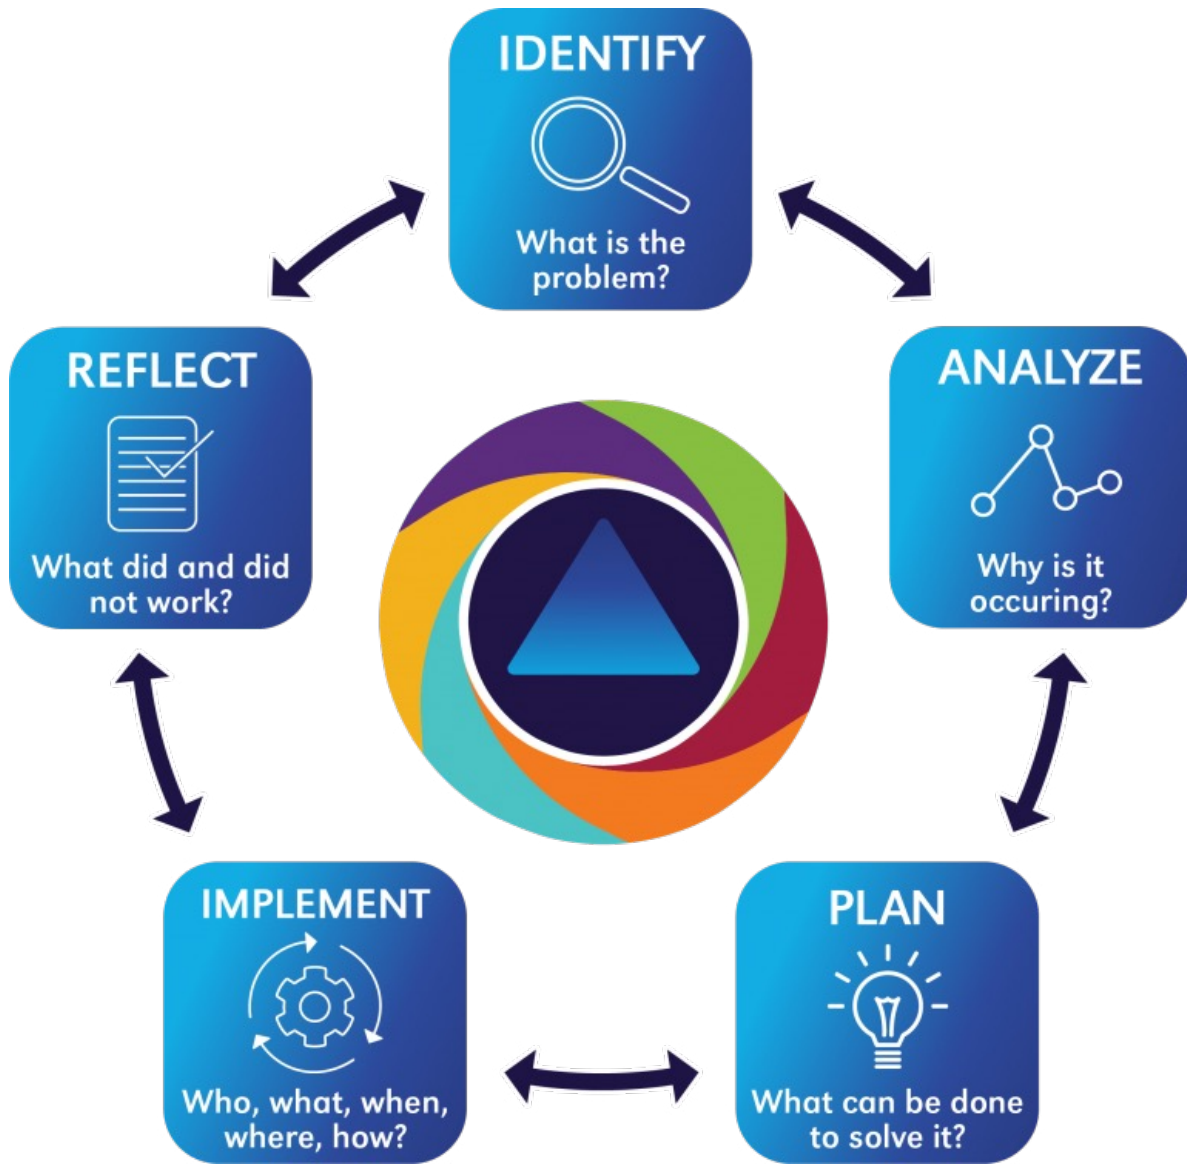 IDENTIFY
What is the
problem?
ANALYZE
Why is it
occuring?
PLAN
What can be done
to solve it?
IMPLEMENT
Who, what, when,
where, how?
REFLECT
What did and did
not work?